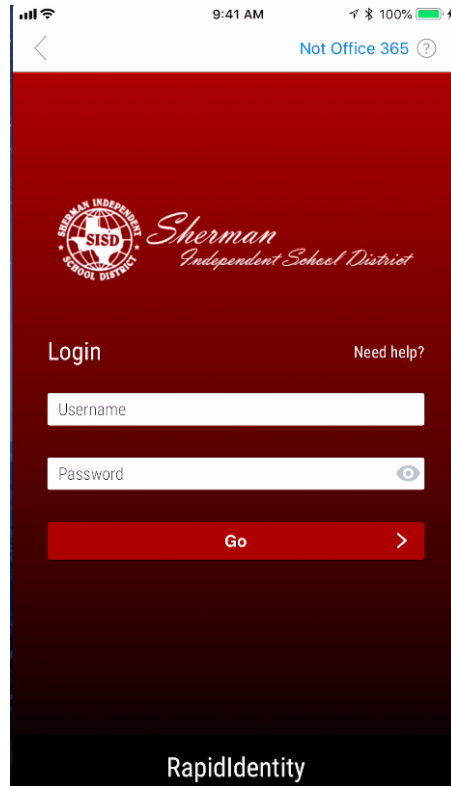 9:41 AM
100%
Not Office 365 ?
SHERMAN INDEPENDENT
SISD
SCHOOL DISTRICT
Sherman
Independent School District
Login
Need help?
Username
Password
Go
RapidIdentity